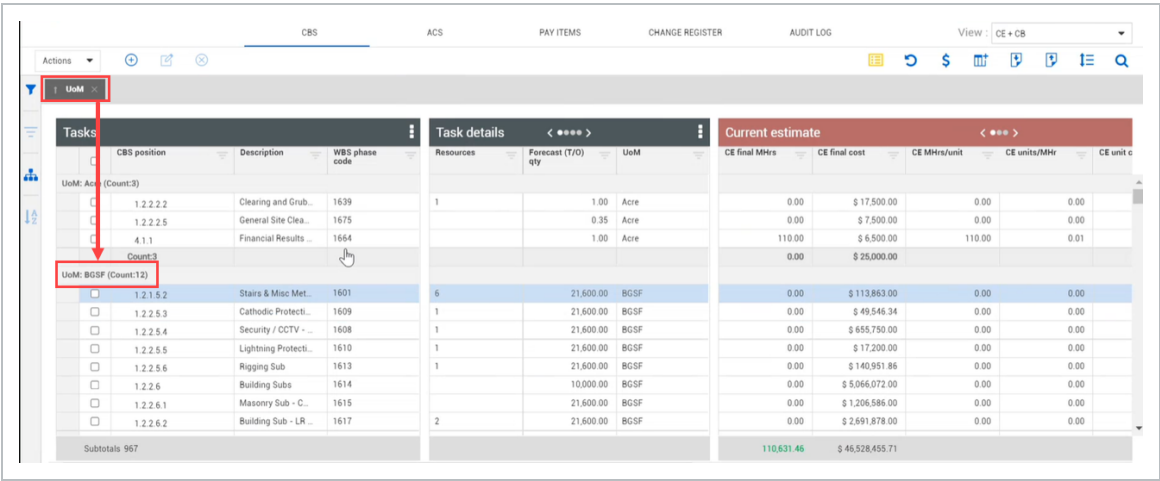 CBS ACS PAY ITEMS CHANGE REGISTER AUDIT LOG View : CE + CB
Actions
UoM
Tasks Task details Current estimate
CBS position Description WBS phase code Resources Forecast (T/O) qty UoM CE final MHrs CE final cost CE MHrs/unit CE units/MHr CE unit c
UoM: Acre (Count:3)
1.2.2.2.2 Clearing and Grub... 1639 1 1.00 Acre 0.00 $ 17,500.00 0.00 0.00
1.2.2.2.5 General Site Clea... 1675 0.35 Acre 0.00 $ 7,500.00 0.00 0.00
4.1.1 Financial Results ... 1664 1.00 Acre 110.00 $ 6,500.00 110.00 0.01
Count:3 0.00 $ 25,000.00
UoM: BGSF (Count:12)
1.2.1.5.2 Stairs & Misc Met... 1601 6 21,600.00 BGSF 0.00 $ 113,863.00 0.00 0.00
1.2.2.5.3 Cathodic Protecti... 1609 1 21,600.00 BGSF 0.00 $ 49,546.34 0.00 0.00
1.2.2.5.4 Security / CCTV - ... 1608 1 21,600.00 BGSF 0.00 $ 655,750.00 0.00 0.00
1.2.2.5.5 Lightning Protecti... 1610 1 21,600.00 BGSF 0.00 $ 17,200.00 0.00 0.00
1.2.2.5.6 Rigging Sub 1613 1 21,600.00 BGSF 0.00 $ 140,951.86 0.00 0.00
1.2.2.6 Building Subs 1614 10,000.00 BGSF 0.00 $ 5,066,072.00 0.00 0.00
1.2.2.6.1 Masonry Sub - C... 1615 21,600.00 BGSF 0.00 $ 1,206,586.00 0.00 0.00
1.2.2.6.2 Building Sub - LR ... 1617 2 21,600.00 BGSF 0.00 $ 2,691,878.00 0.00 0.00
Subtotals 967 110,631.46 $ 46,528,455.71